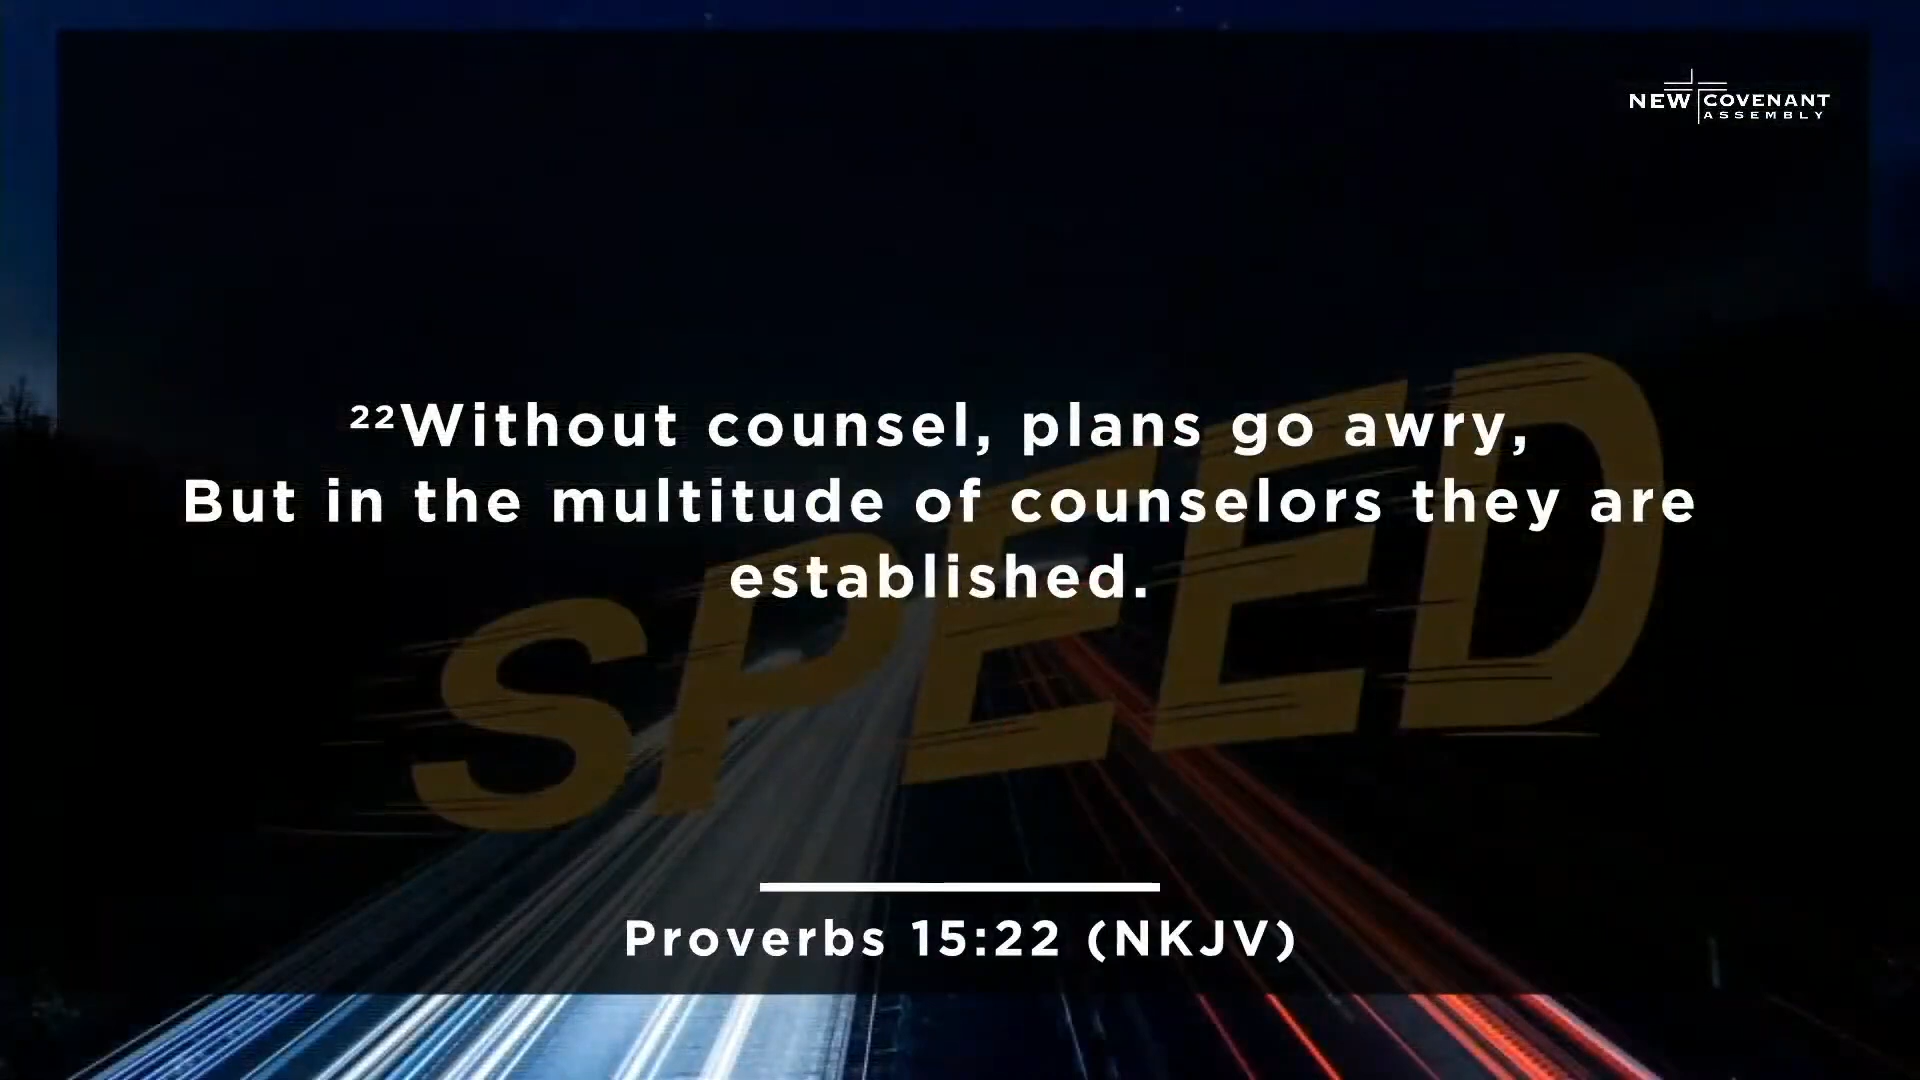 NEW COVENANT
ASSEMBLY
²²Without counsel, plans go awry,
But in the multitude of counselors they are
established.
SPEED
Proverbs 15:22 (NKJV)